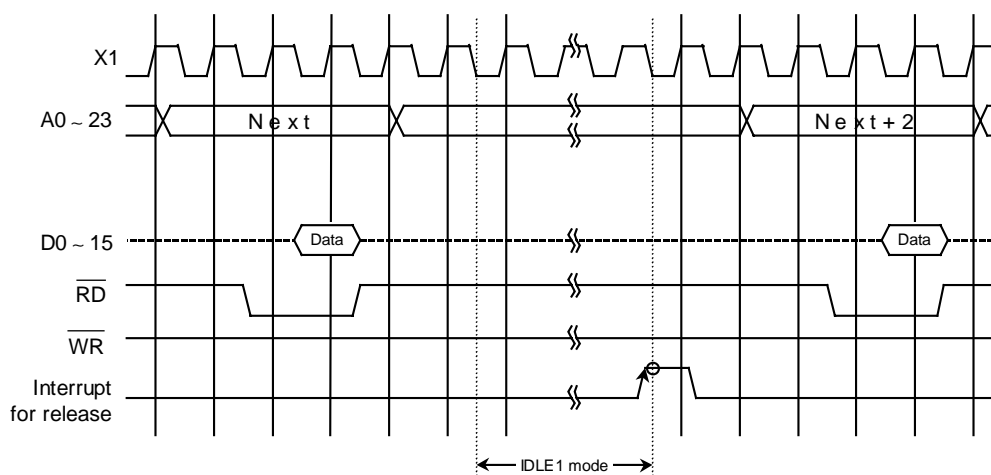 X1
A0 ~ 23
Next
Next + 2
D0 ~ 15
Data
Data
RD
WR
Interrupt
for release
IDLE1 mode